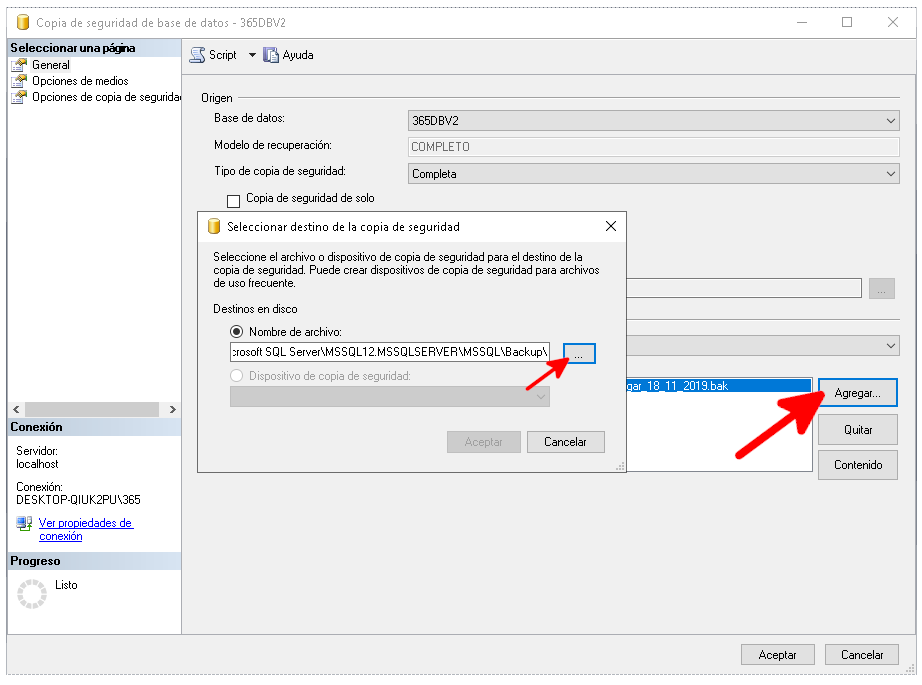 Copia de seguridad de base de datos - 365DBV2
Seleccionar una página
General
Opciones de medios
Opciones de copia de seguridad
Script
Ayuda
Origen
Base de datos:
365DBV2
Modelo de recuperación:
COMPLETO
Tipo de copia de seguridad:
Completa
Copia de seguridad de solo
Seleccionar destino de la copia de seguridad
Seleccione el archivo o dispositivo de copia de seguridad para el destino de la
copia de seguridad. Puede crear dispositivos de copia de seguridad para archivos
de uso frecuente.
Destinos en disco
Nombre de archivo:
crosoft SQL Server\MSSQL12.MSSQLSERVER\MSSQL\Backup\
...
Dispositivo de copia de seguridad:
Aceptar
Cancelar
...
gar_18_11_2019.bak
Agregar...
Quitar
Contenido
Conexión
Servidor:
localhost
Conexión:
DESKTOP-QIUK2PU\365
Ver propiedades de
conexión
Progreso
Listo
Aceptar
Cancelar